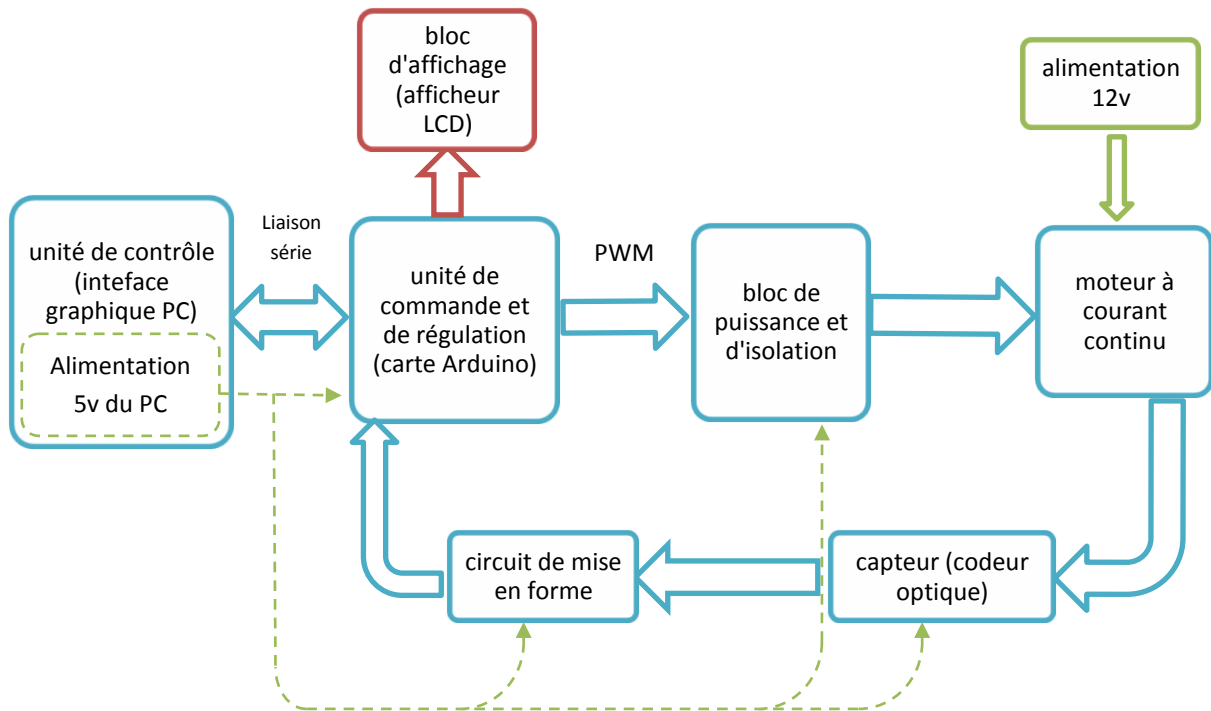 bloc
d'affichage
(afficheur
LCD)
alimentation
12v
unité de contrôle
(inteface
graphique PC)
Alimentation
5v du PC
Liaison
série
unité de
commande et
de régulation
(carte Arduino)
PWM
bloc de
puissance et
d'isolation
moteur à
courant
continu
circuit de mise
en forme
capteur (codeur
optique)